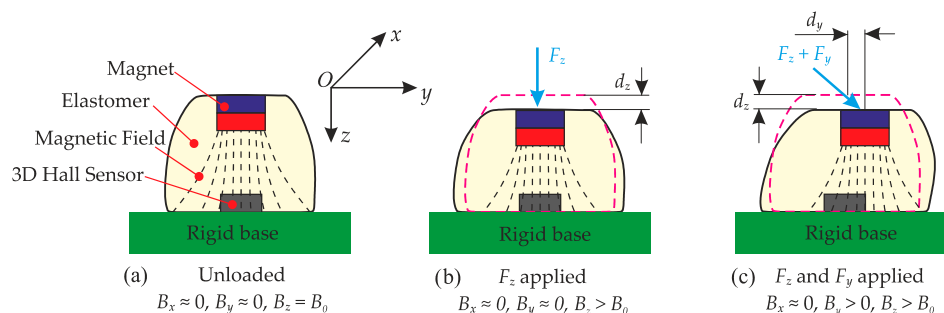 Magnet
Elastomer
Magnetic Field
3D Hall Sensor
O
x
y
z
Rigid base
(a) Unloaded
Bx ≈ 0, By ≈ 0, Bz = B0
Fz
dz
Rigid base
(b) Fz applied
Bx ≈ 0, By ≈ 0, Bz > B0
dy
Fz + Fy
dz
Rigid base
(c) Fz and Fy applied
Bx ≈ 0, By > 0, Bz > B0